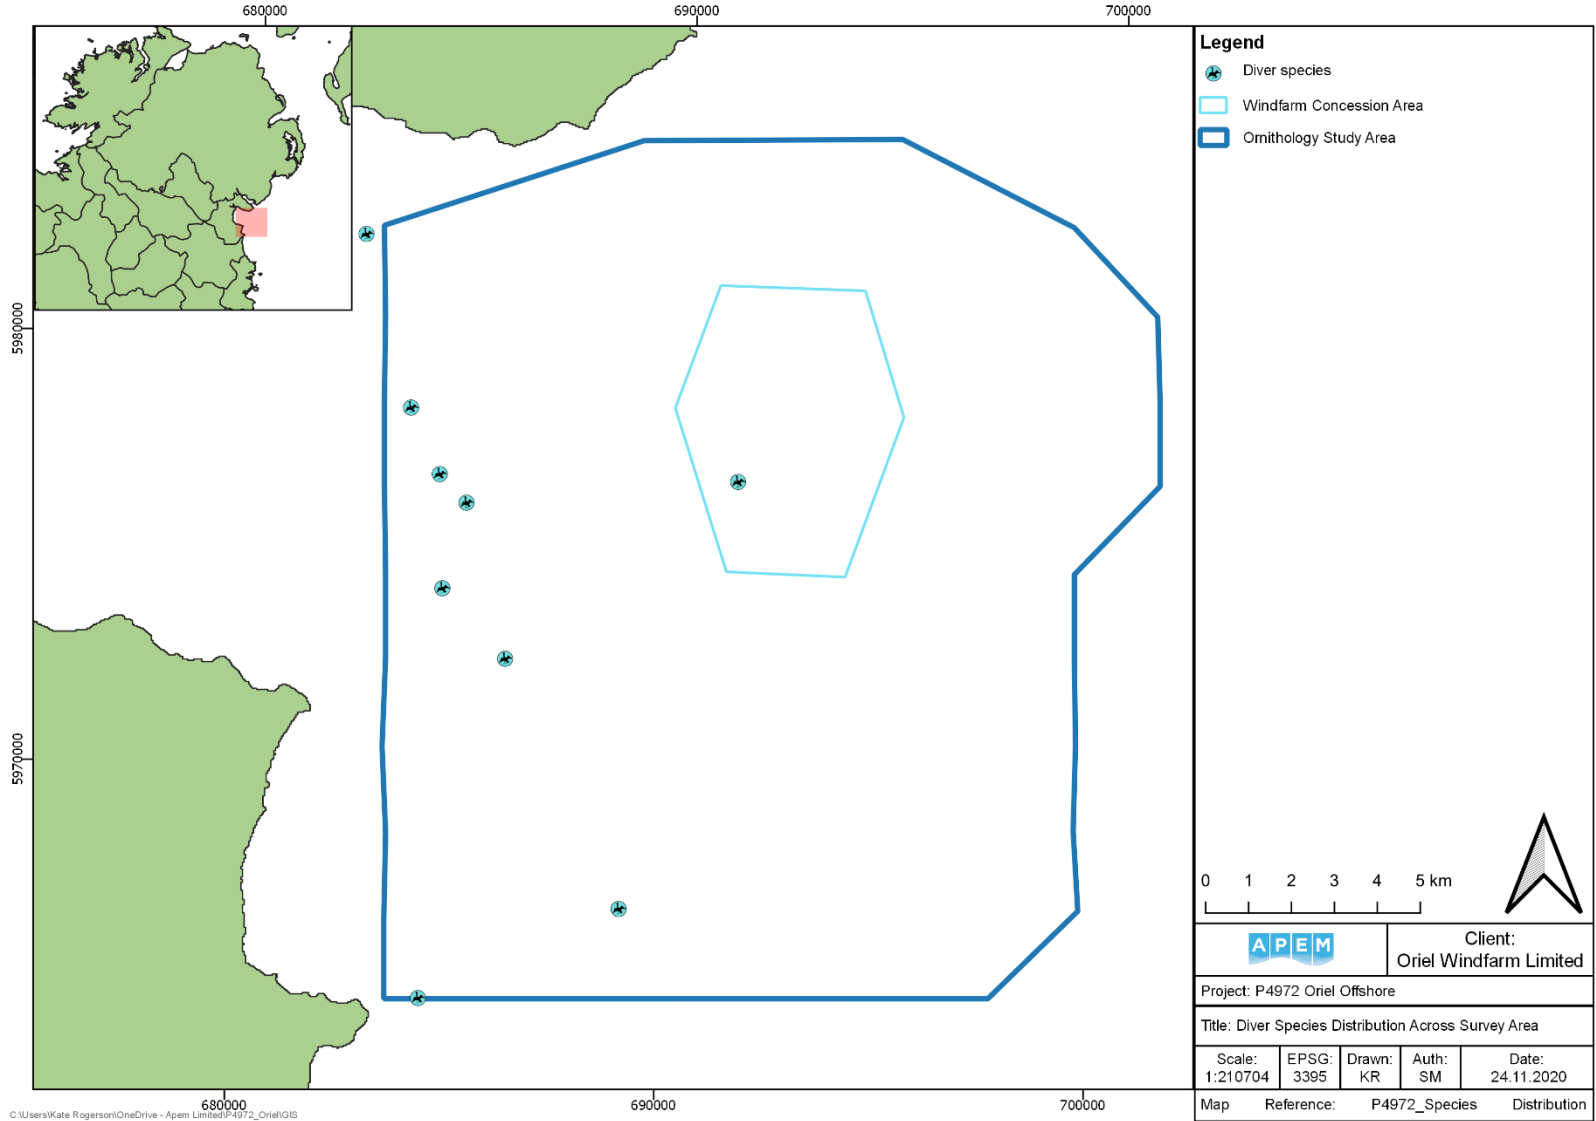 680000
690000
700000
5980000
5970000
Legend
Diver species
Windfarm Concession Area
Ornithology Study Area
0 1 2 3 4 5 km
APEM
Client:
Oriel Windfarm Limited
Project: P4972 Oriel Offshore
Title: Diver Species Distribution Across Survey Area
Scale:
1:210704
EPSG:
3395
Drawn:
KR
Auth:
SM
Date:
24.11.2020
Map Reference: P4972_Species Distribution
680000
690000
700000
C:\Users\Kate Rogerson\OneDrive - Apem Limited\P4972_Oriel\GIS